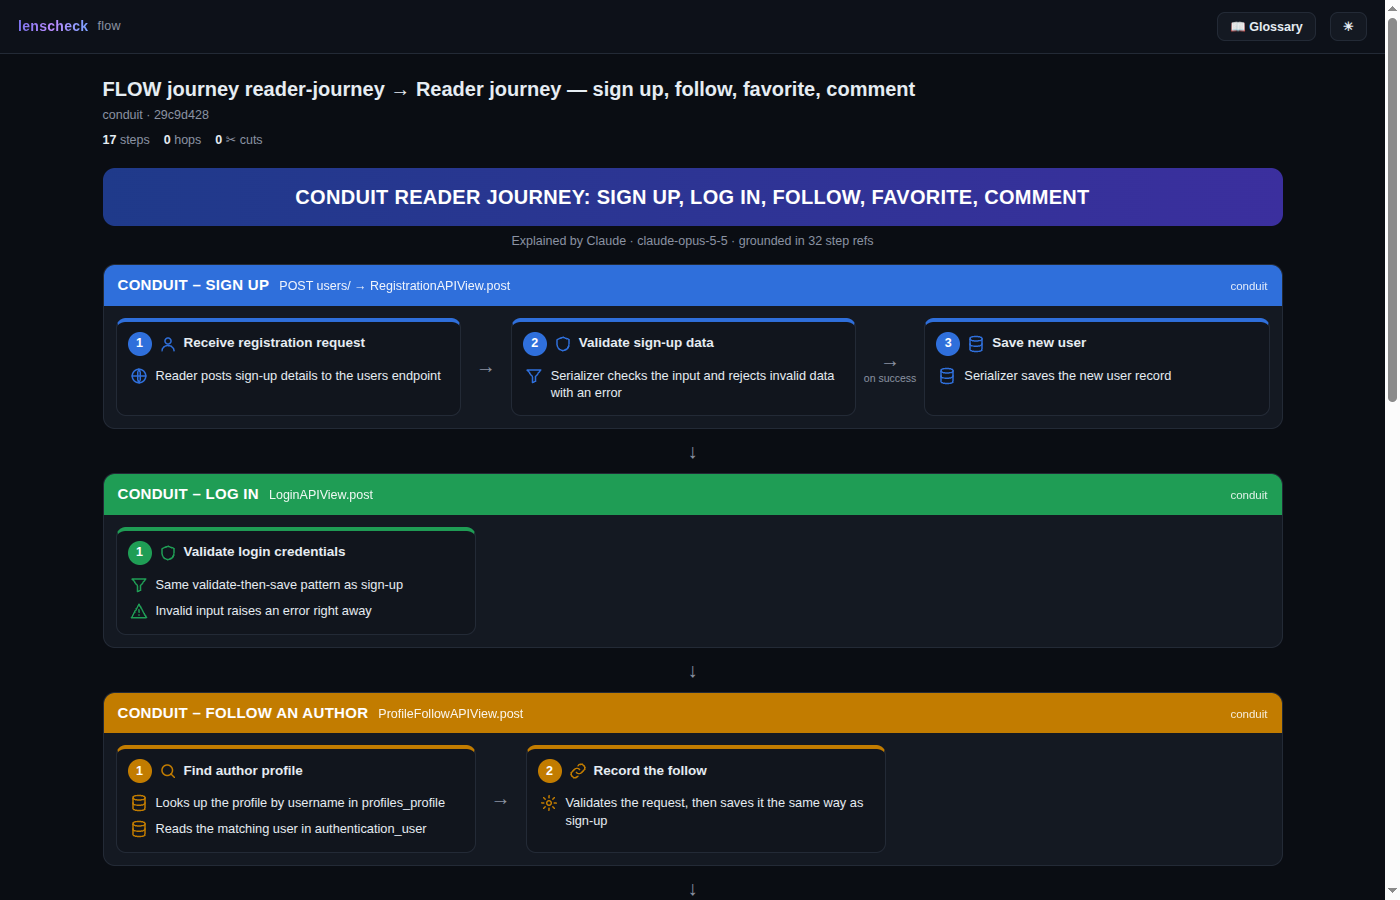 lenscheck flow
📖 Glossary
☀
FLOW journey reader-journey → Reader journey — sign up, follow, favorite, comment
conduit · 29c9d428
17 steps 0 hops 0 ✂ cuts
CONDUIT READER JOURNEY: SIGN UP, LOG IN, FOLLOW, FAVORITE, COMMENT
Explained by Claude · claude-opus-5-5 · grounded in 32 step refs
CONDUIT – SIGN UP POST users/ → RegistrationAPIView.post
conduit
1 Receive registration request
Reader posts sign-up details to the users endpoint
→
2 Validate sign-up data
Serializer checks the input and rejects invalid data
with an error
→
on success
3 Save new user
Serializer saves the new user record
↓
CONDUIT – LOG IN LoginAPIView.post
conduit
1 Validate login credentials
Same validate-then-save pattern as sign-up
Invalid input raises an error right away
↓
CONDUIT – FOLLOW AN AUTHOR ProfileFollowAPIView.post
conduit
1 Find author profile
Looks up the profile by username in profiles_profile
Reads the matching user in authentication_user
→
2 Record the follow
Validates the request, then saves it the same way as
sign-up
↓